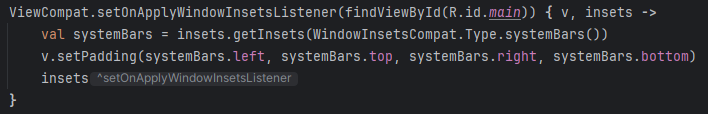 ViewCompat.setOnApplyWindowInsetsListener(findViewById(R.id.main)) { v, insets ->
    val systemBars = insets.getInsets(WindowInsetsCompat.Type.systemBars())
    v.setPadding(systemBars.left, systemBars.top, systemBars.right, systemBars.bottom)
    insets ^setOnApplyWindowInsetsListener
}